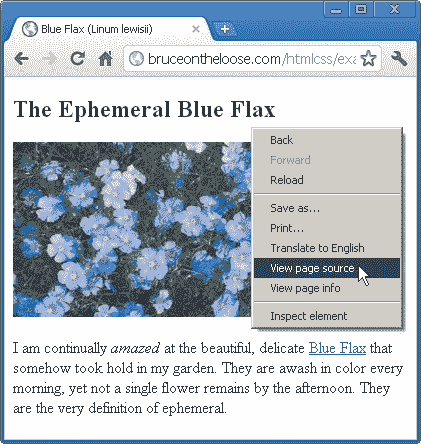 Blue Flax (Linum lewisii)
bruceontheloose.com/htmlcss/exa
The Ephemeral Blue Flax
Back
Forward
Reload
Save as...
Print...
Translate to English
View page source
View page info
Inspect element
I am continually amazed at the beautiful, delicate Blue Flax that
somehow took hold in my garden. They are awash in color every
morning, yet not a single flower remains by the afternoon. They
are the very definition of ephemeral.